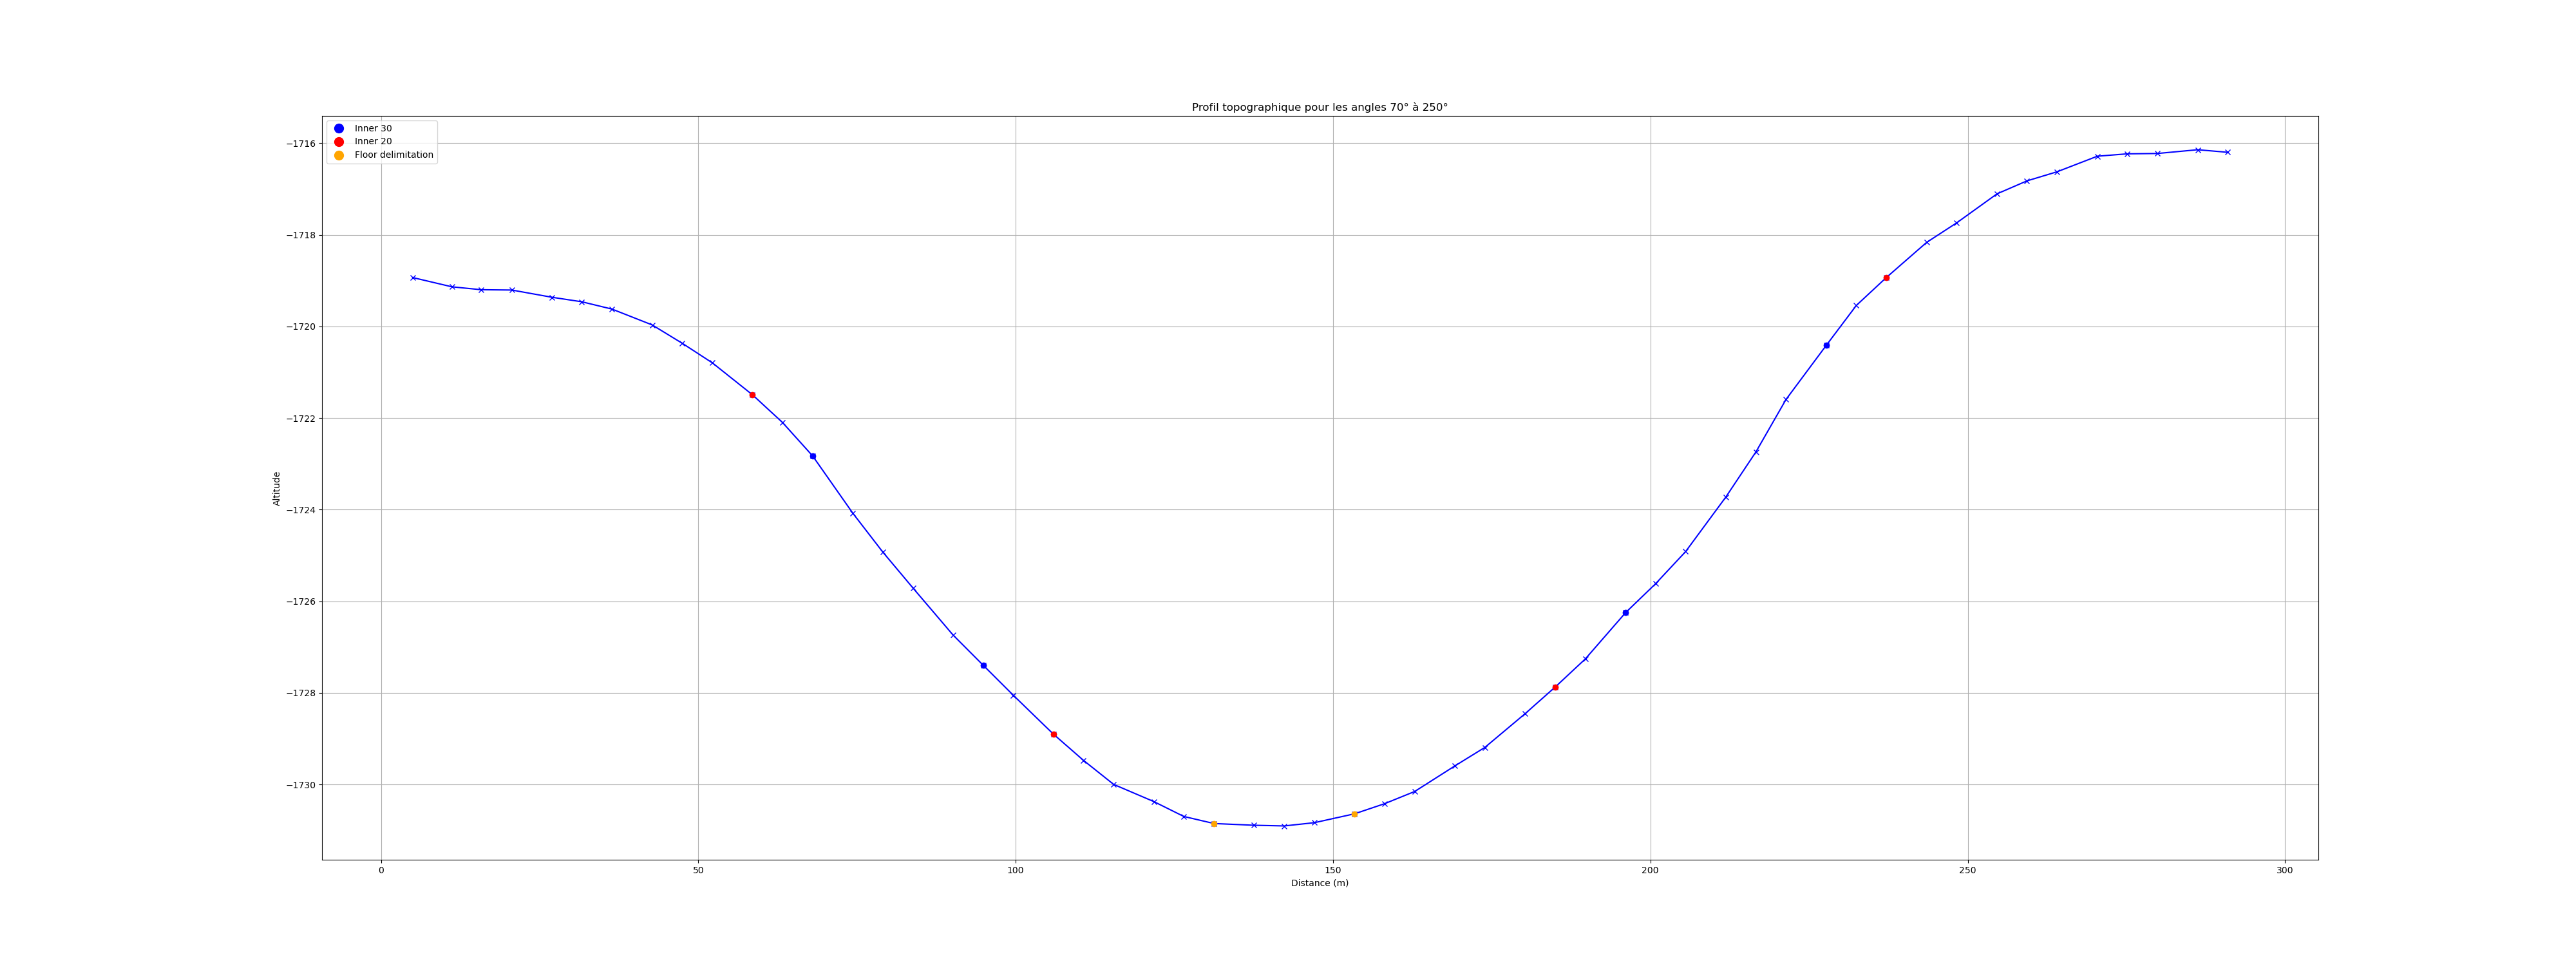 Profil topographique pour les angles 70° à 250°
Inner 30
Inner 20
Floor delimitation
−1716
−1718
−1720
−1722
−1724
−1726
−1728
−1730
Altitude
0 50 100 150 200 250 300
Distance (m)